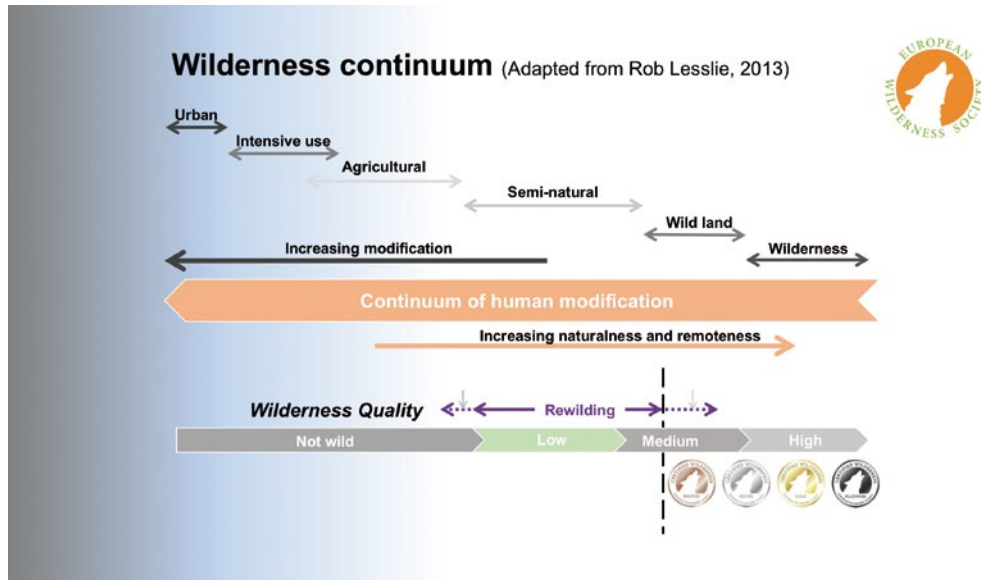 Wilderness continuum (Adapted from Rob Lesslie, 2013)
EUROPEAN WILDERNESS SOCIETY
Urban
Intensive use
Agricultural
Semi-natural
Wild land
Wilderness
Increasing modification
Continuum of human modification
Increasing naturalness and remoteness
Wilderness Quality
Rewilding
Not wild
Low
Medium
High